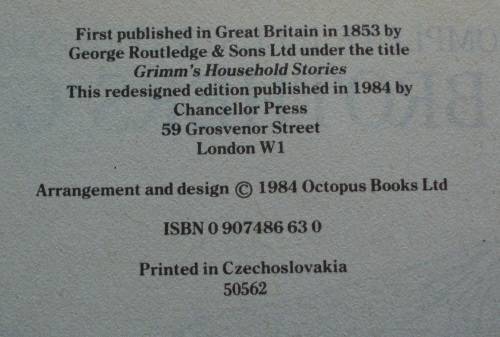 First published in Great Britain in 1853 by
George Routledge & Sons Ltd under the title
Grimm's Household Stories
This redesigned edition published in 1984 by
Chancellor Press
59 Grosvenor Street
London W1
Arrangement and design © 1984 Octopus Books Ltd
ISBN 0 907486 63 0
Printed in Czechoslovakia
50562